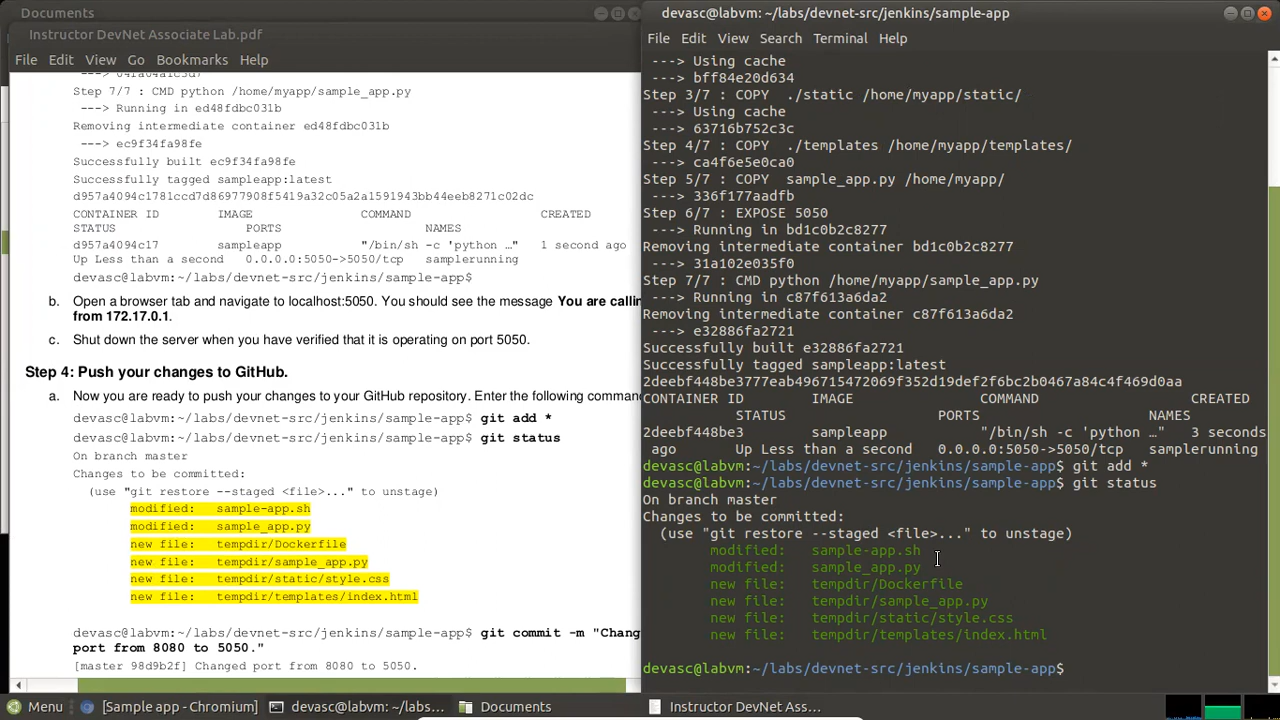 Documents
Instructor DevNet Associate Lab.pdf
File Edit View Go Bookmarks Help
Step 7/7 : CMD python /home/myapp/sample_app.py
---> Running in ed48fdbc031b
Removing intermediate container ed48fdbc031b
---> ec9f34fa98fe
Successfully built ec9f34fa98fe
Successfully tagged sampleapp:latest
d957a4094c1781ccd7d86977908f5419a32c05a2a1591943bb44eeb8271c02dc
CONTAINER ID IMAGE COMMAND CREATED
STATUS PORTS NAMES
d957a4094c17 sampleapp "/bin/sh -c 'python …" 1 second ago
Up Less than a second 0.0.0.0:5050->5050/tcp samplerunning
devasc@labvm:~/labs/devnet-src/jenkins/sample-app$
b. Open a browser tab and navigate to localhost:5050. You should see the message You are callin
from 172.17.0.1.
c. Shut down the server when you have verified that it is operating on port 5050.
Step 4: Push your changes to GitHub.
a. Now you are ready to push your changes to your GitHub repository. Enter the following comman
devasc@labvm:~/labs/devnet-src/jenkins/sample-app$ git add *
devasc@labvm:~/labs/devnet-src/jenkins/sample-app$ git status
On branch master
Changes to be committed:
(use "git restore --staged <file>..." to unstage)
modified: sample-app.sh
modified: sample_app.py
new file: tempdir/Dockerfile
new file: tempdir/sample_app.py
new file: tempdir/static/style.css
new file: tempdir/templates/index.html
devasc@labvm:~/labs/devnet-src/jenkins/sample-app$ git commit -m "Chang
port from 8080 to 5050."
[master 98d9b2f] Changed port from 8080 to 5050.
devasc@labvm: ~/labs/devnet-src/jenkins/sample-app
File Edit View Search Terminal Help
---> Using cache
---> bff84e20d634
Step 3/7 : COPY ./static /home/myapp/static/
---> Using cache
---> 63716b752c3c
Step 4/7 : COPY ./templates /home/myapp/templates/
---> ca4f6e5e0ca0
Step 5/7 : COPY sample_app.py /home/myapp/
---> 336f177aadfb
Step 6/7 : EXPOSE 5050
---> Running in bd1c0b2c8277
Removing intermediate container bd1c0b2c8277
---> 31a102e035f0
Step 7/7 : CMD python /home/myapp/sample_app.py
---> Running in c87f613a6da2
Removing intermediate container c87f613a6da2
---> e32886fa2721
Successfully built e32886fa2721
Successfully tagged sampleapp:latest
2deebf448be3777eab496715472069f352d19def2f6bc2b0467a84c4f469d0aa
CONTAINER ID IMAGE COMMAND CREATED
STATUS PORTS NAMES
2deebf448be3 sampleapp "/bin/sh -c 'python …" 3 seconds
ago Up Less than a second 0.0.0.0:5050->5050/tcp samplerunning
devasc@labvm:~/labs/devnet-src/jenkins/sample-app$ git add *
devasc@labvm:~/labs/devnet-src/jenkins/sample-app$ git status
On branch master
Changes to be committed:
(use "git restore --staged <file>..." to unstage)
modified: sample-app.sh
modified: sample_app.py
new file: tempdir/Dockerfile
new file: tempdir/sample_app.py
new file: tempdir/static/style.css
new file: tempdir/templates/index.html
devasc@labvm:~/labs/devnet-src/jenkins/sample-app$
Menu [Sample app - Chromium] devasc@labvm: ~/labs... Documents Instructor DevNet Ass...